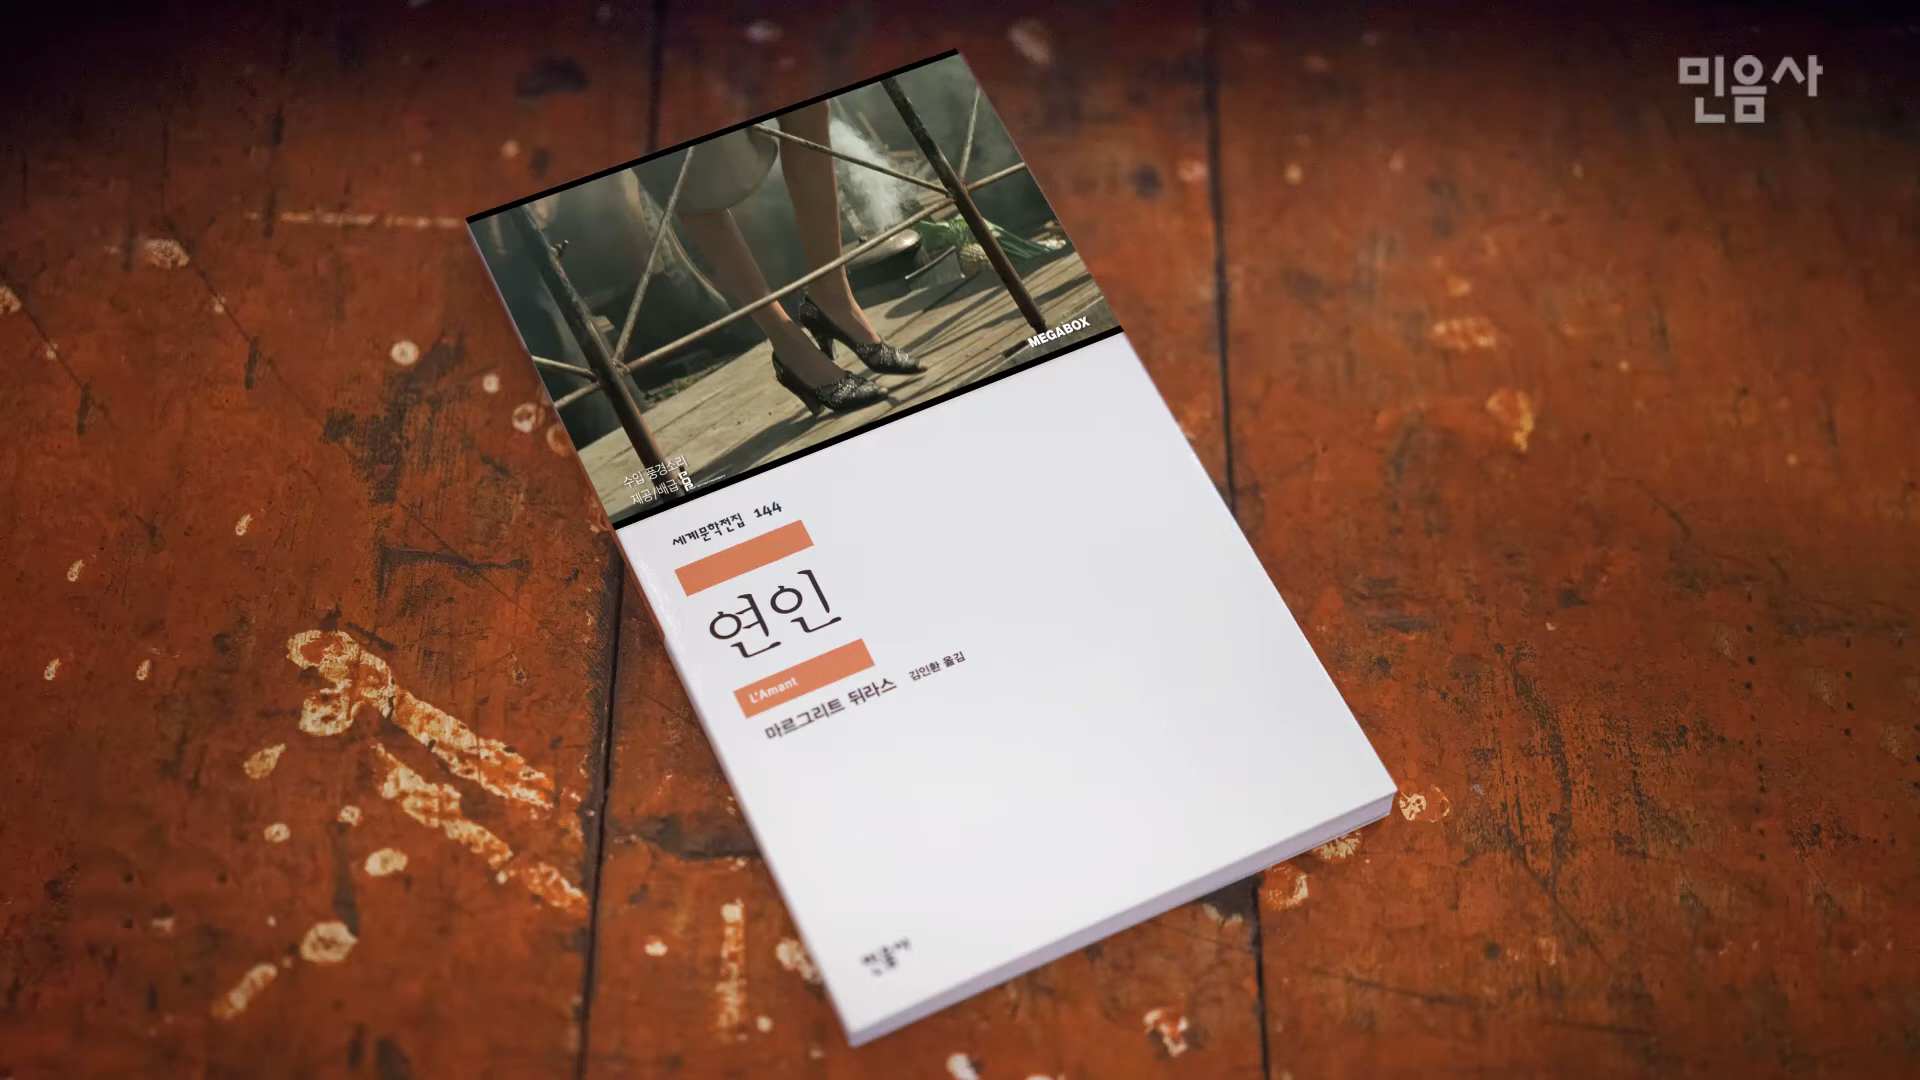 민음사
MEGABOX
수입 풍경소리
제공/배급
세계문학전집 144
연인
L'Amant
마르그리트 뒤라스 김인환 옮김
민음사